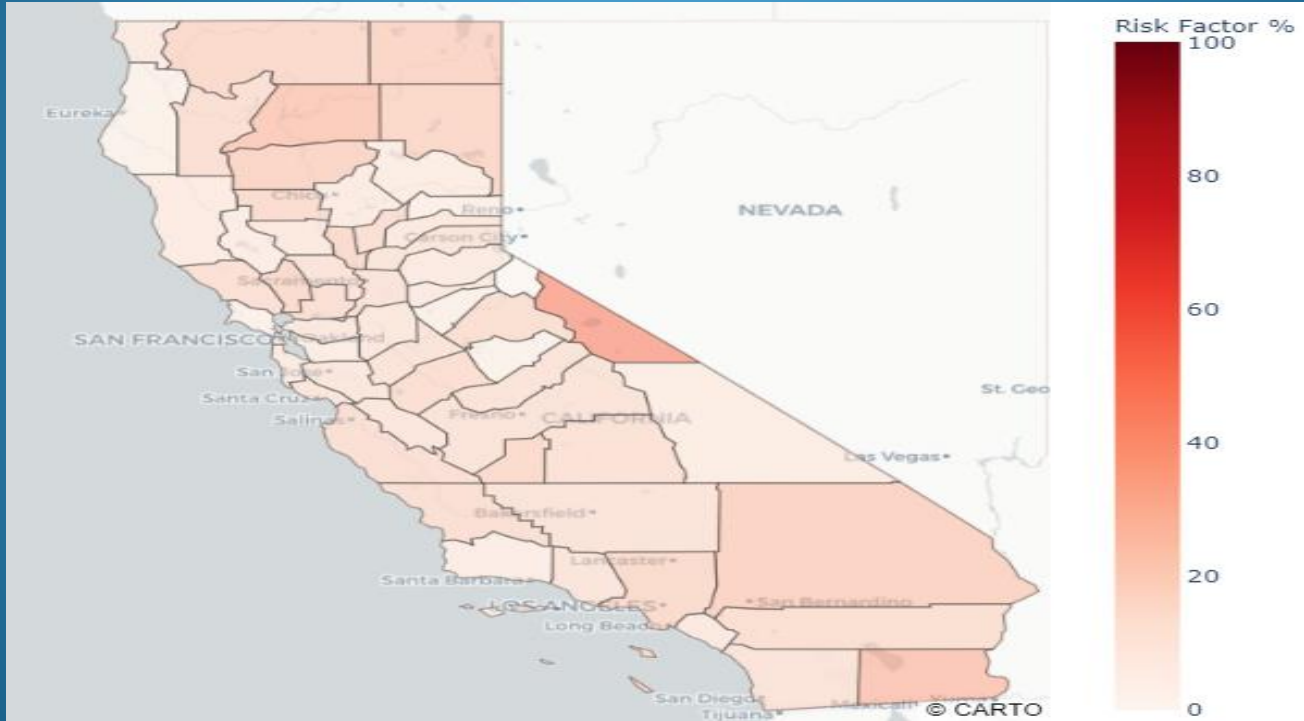 Risk Factor %
100
80
60
40
20
0
Eureka
Chico
Reno
Carson City
NEVADA
Sacramento
SAN FRANCISCO
Oakland
San Jose
Santa Cruz
Salinas
Fresno
CALIFORNIA
St. Geo
Las Vegas
Bakersfield
Lancaster
Santa Barbara
LOS ANGELES
San Bernardino
Long Beach
San Diego
Mexicali
Yuma
Tijuana
© CARTO